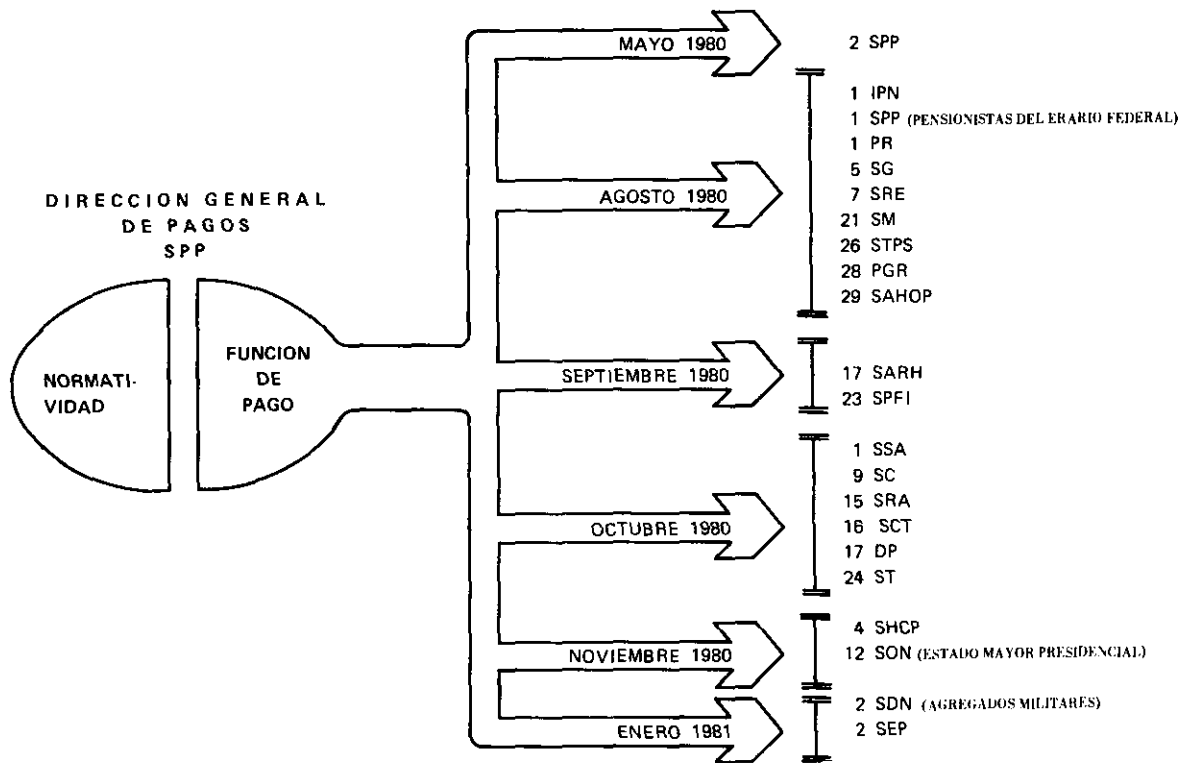 DIRECCION GENERAL
DE PAGOS
SPP
NORMATI-
VIDAD
FUNCION
DE
PAGO
MAYO 1980
2 SPP
AGOSTO 1980
1 IPN
1 SPP (PENSIONISTAS DEL ERARIO FEDERAL)
1 PR
5 SG
7 SRE
21 SM
26 STPS
28 PGR
29 SAHOP
SEPTIEMBRE 1980
17 SARH
23 SPFI
OCTUBRE 1980
1 SSA
9 SC
15 SRA
16 SCT
17 DP
24 ST
NOVIEMBRE 1980
4 SHCP
12 SON (ESTADO MAYOR PRESIDENCIAL)
ENERO 1981
2 SDN (AGREGADOS MILITARES)
2 SEP